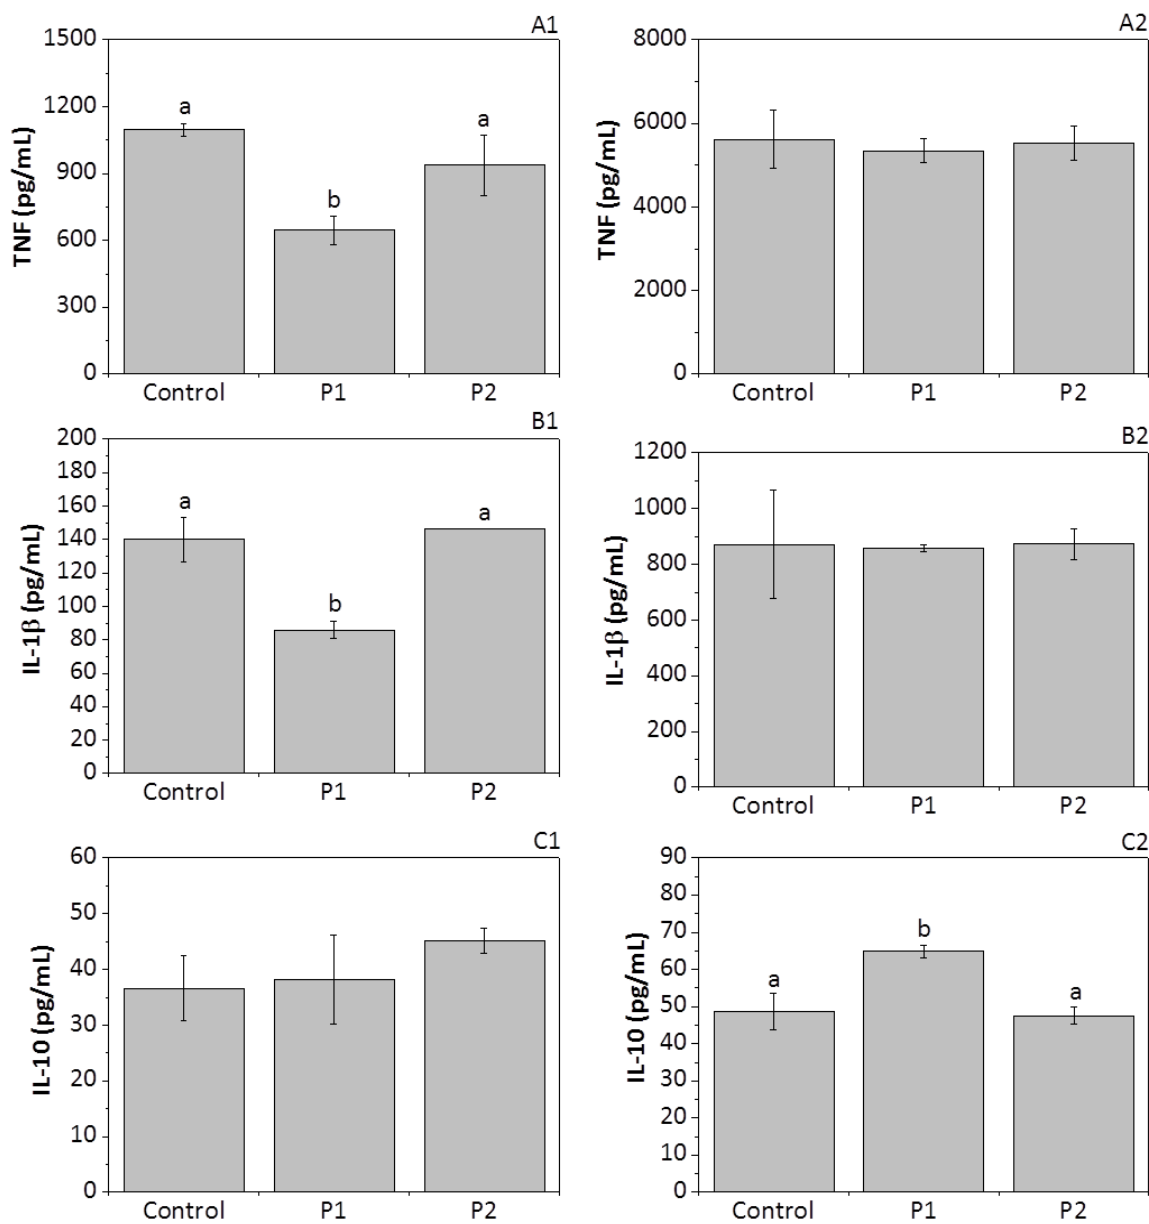 A1
1500
1200
900
600
300
0
TNF (pg/mL)
a
b
a
Control P1 P2
A2
8000
6000
4000
2000
0
TNF (pg/mL)
Control P1 P2
B1
200
180
160
140
120
100
80
60
40
20
0
IL-1β (pg/mL)
a
b
a
Control P1 P2
B2
1200
1000
800
600
400
200
0
IL-1β (pg/mL)
Control P1 P2
C1
60
50
40
30
20
10
0
IL-10 (pg/mL)
Control P1 P2
C2
90
80
70
60
50
40
30
20
10
0
IL-10 (pg/mL)
a
b
a
Control P1 P2